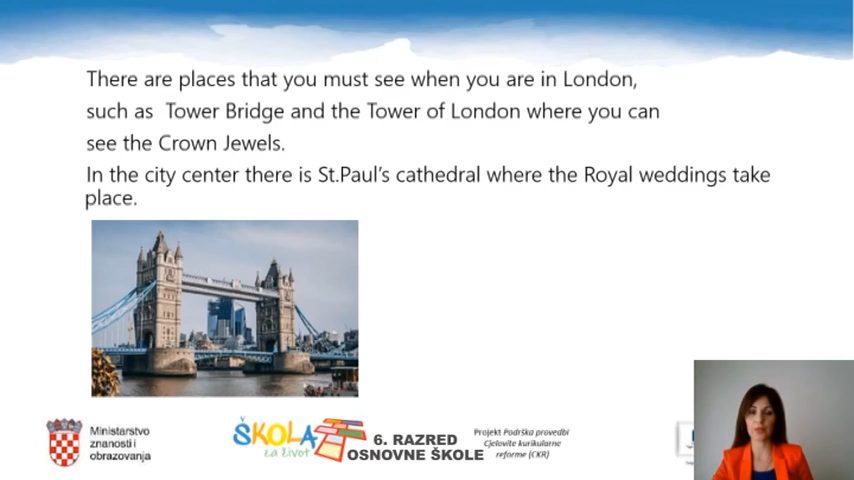 There are places that you must see when you are in London,
such as Tower Bridge and the Tower of London where you can
see the Crown Jewels.
In the city center there is St.Paul's cathedral where the Royal weddings take
place.
Ministarstvo
znanosti i
obrazovanja
ŠKOLA
za život
6. RAZRED
OSNOVNE ŠKOLE
Projekt Podrška provedbi
Cjelovite kurikularne
reforme (CKR)